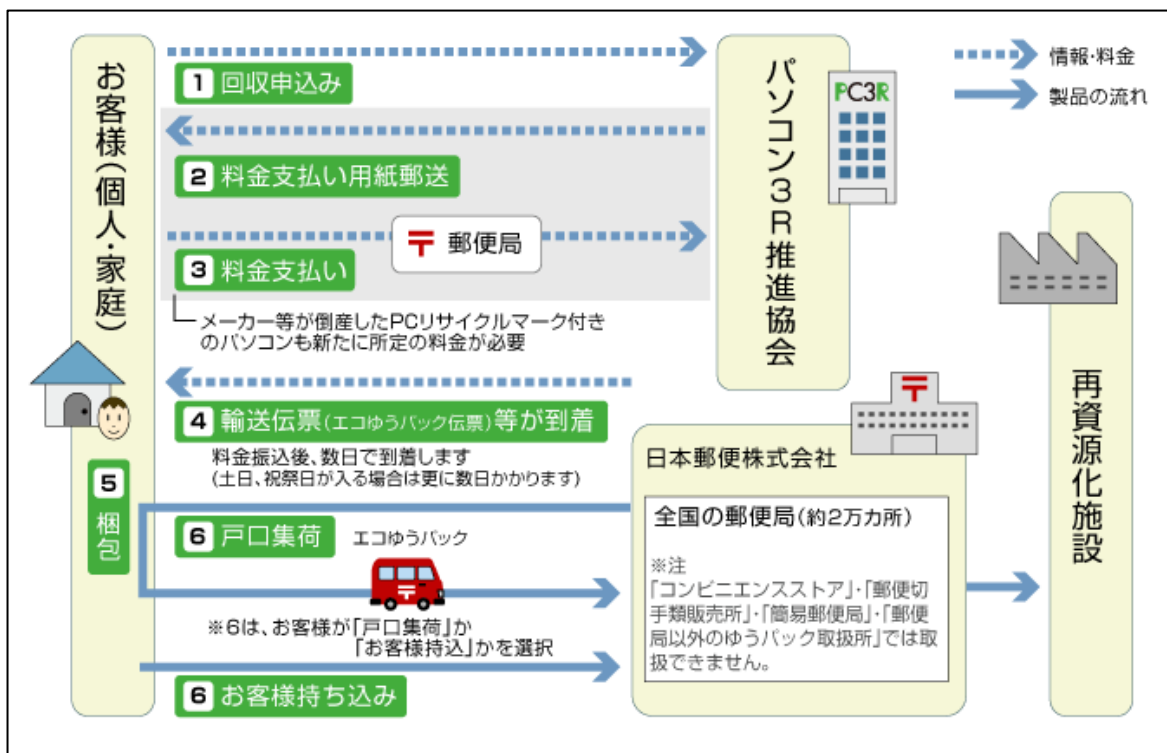 お客様(個人・家庭)
1 回収申込み
2 料金支払い用紙郵送
〒 郵便局
3 料金支払い
メーカー等が倒産したPCリサイクルマーク付き
のパソコンも新たに所定の料金が必要
パソコン3R推進協会
PC3R
情報・料金
製品の流れ
4 輸送伝票(エコゆうパック伝票)等が到着
料金振込後、数日で到着します
(土日、祝祭日が入る場合は更に数日かかります)
5 梱包
6 戸口集荷
エコゆうパック
〒
※6は、お客様が「戸口集荷」か
「お客様持込」かを選択
6 お客様持ち込み
〒
日本郵便株式会社
全国の郵便局(約2万カ所)
※注
「コンビニエンスストア」・「郵便切
手類販売所」・「簡易郵便局」・「郵便
局以外のゆうパック取扱所」では取
扱できません。
再資源化施設